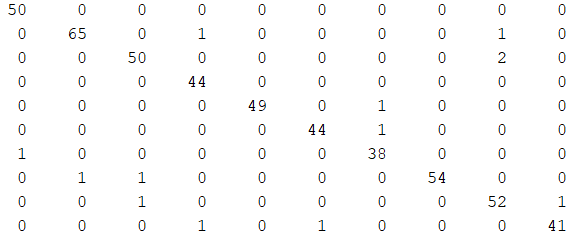 50 0 0 0 0 0 0 0 0 0
0 65 0 1 0 0 0 0 1 0
0 0 50 0 0 0 0 0 2 0
0 0 0 44 0 0 0 0 0 0
0 0 0 0 49 0 1 0 0 0
0 0 0 0 0 44 1 0 0 0
1 0 0 0 0 0 38 0 0 0
0 1 1 0 0 0 0 54 0 0
0 0 1 0 0 0 0 0 52 1
0 0 0 1 0 1 0 0 0 41